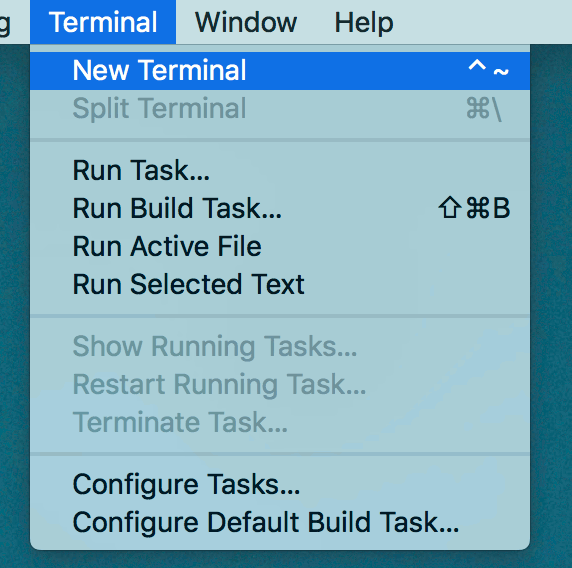 g Terminal Window Help
New Terminal ^ ~
Split Terminal ⌘\
Run Task...
Run Build Task... ⇧⌘B
Run Active File
Run Selected Text
Show Running Tasks...
Restart Running Task...
Terminate Task...
Configure Tasks...
Configure Default Build Task...